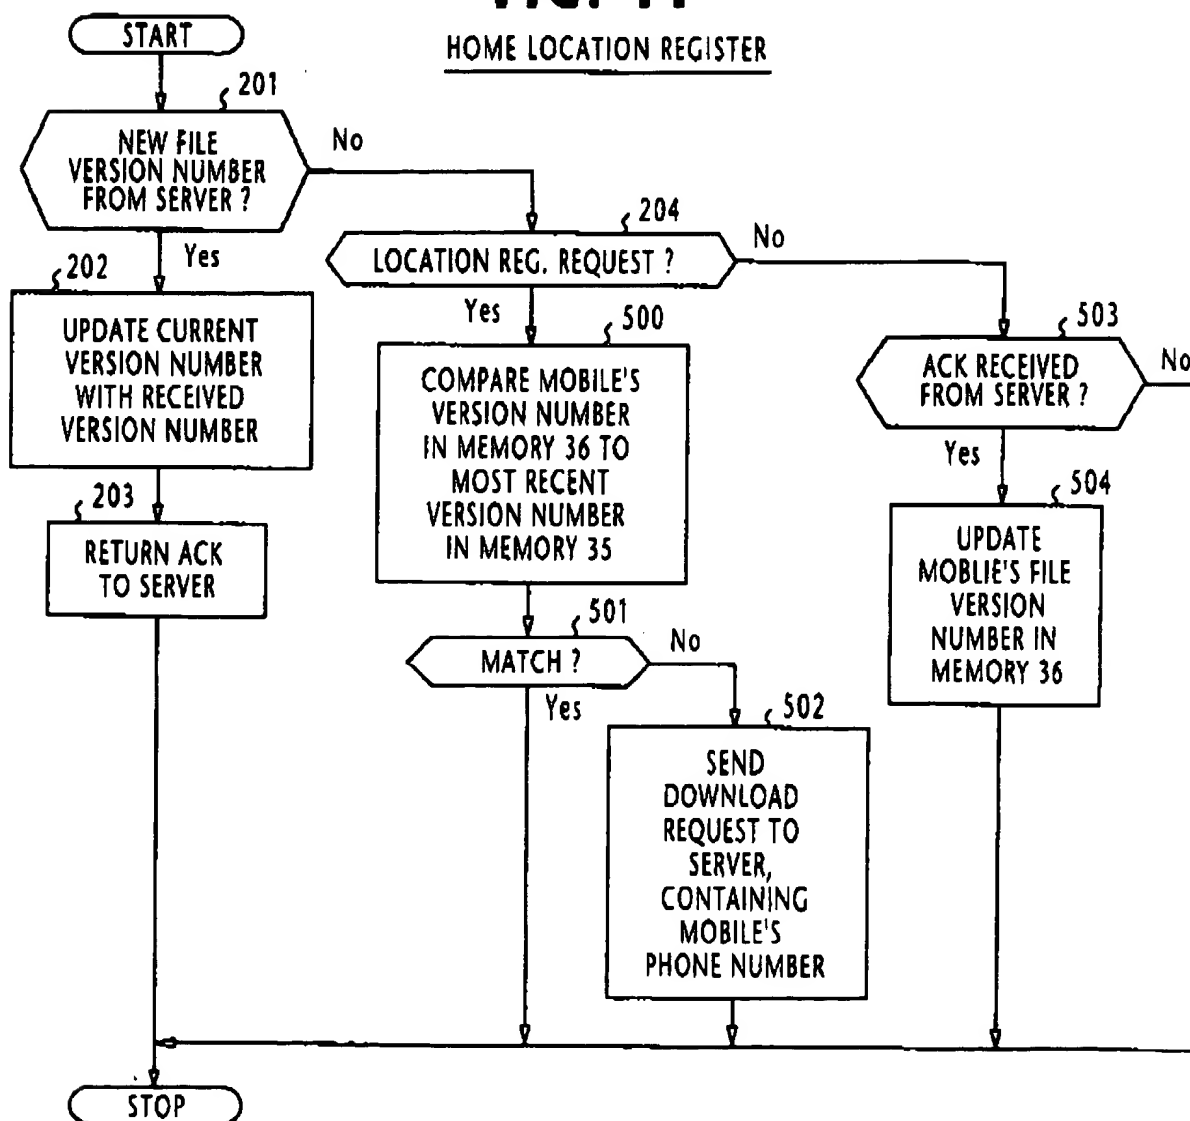 START
HOME LOCATION REGISTER
201
NEW FILE
VERSION NUMBER
FROM SERVER ?
No
Yes
204
LOCATION REG. REQUEST ?
No
Yes
202
UPDATE CURRENT
VERSION NUMBER
WITH RECEIVED
VERSION NUMBER
203
RETURN ACK
TO SERVER
500
COMPARE MOBILE'S
VERSION NUMBER
IN MEMORY 36 TO
MOST RECENT
VERSION NUMBER
IN MEMORY 35
501
MATCH ?
No
Yes
502
SEND
DOWNLOAD
REQUEST TO
SERVER,
CONTAINING
MOBILE'S
PHONE NUMBER
503
ACK RECEIVED
FROM SERVER ?
No
Yes
504
UPDATE
MOBLIE'S FILE
VERSION
NUMBER IN
MEMORY 36
STOP